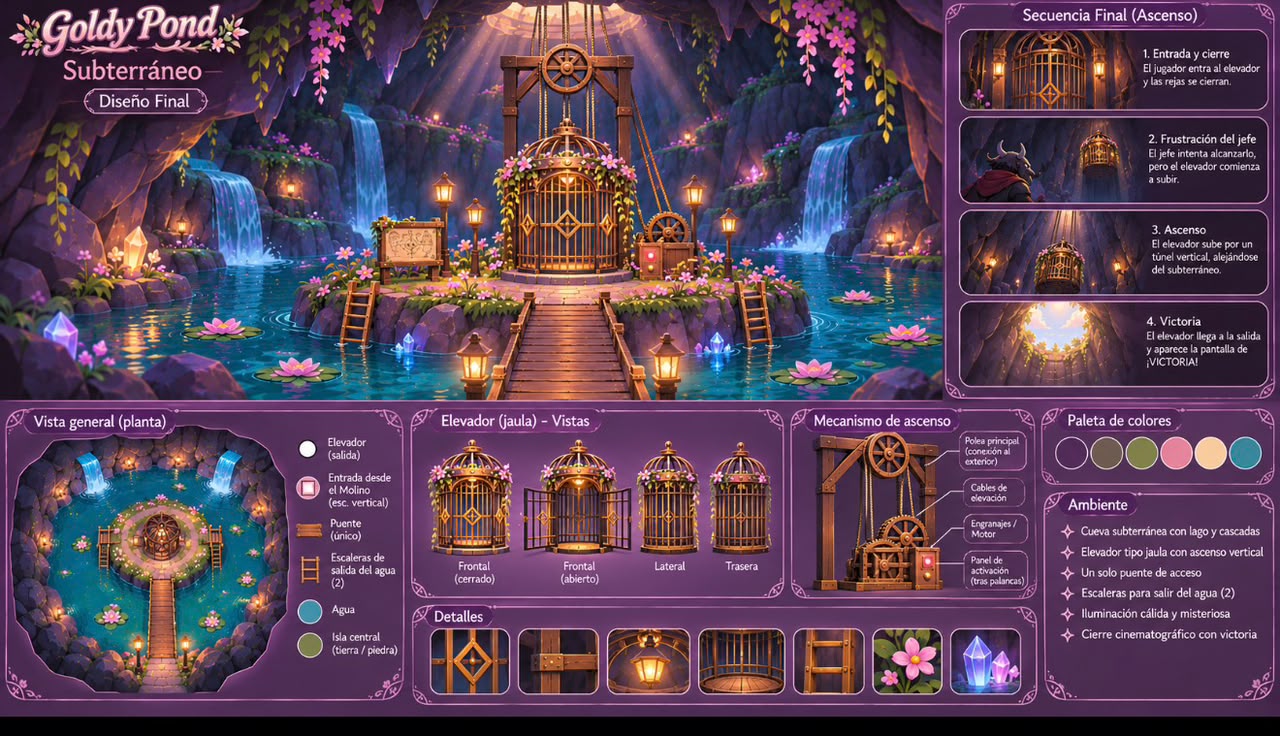 Goldy Pond
Subterráneo
Diseño Final
Secuencia Final (Ascenso)
1. Entrada y cierre
El jugador entra al elevador
y las rejas se cierran.
2. Frustración del jefe
El jefe intenta alcanzarlo,
pero el elevador comienza
a subir.
3. Ascenso
El elevador sube por un
túnel vertical, alejándose
del subterráneo.
4. Victoria
El elevador llega a la salida
y aparece la pantalla de
¡VICTORIA!
Vista general (planta)
Elevador
(salida)
Entrada desde
el Molino
(esc. vertical)
Puente
(único)
Escaleras de
salida del agua
(2)
Agua
Isla central
(tierra / piedra)
Elevador (jaula) – Vistas
Frontal
(cerrado)
Frontal
(abierto)
Lateral
Trasera
Mecanismo de ascenso
Polea principal
(conexión al
exterior)
Cables de
elevación
Engranajes /
Motor
Panel de
activación
(tras palancas)
Detalles
Paleta de colores
Ambiente
Cueva subterránea con lago y cascadas
Elevador tipo jaula con ascenso vertical
Un solo puente de acceso
Escaleras para salir del agua (2)
Iluminación cálida y misteriosa
Cierre cinematográfico con victoria